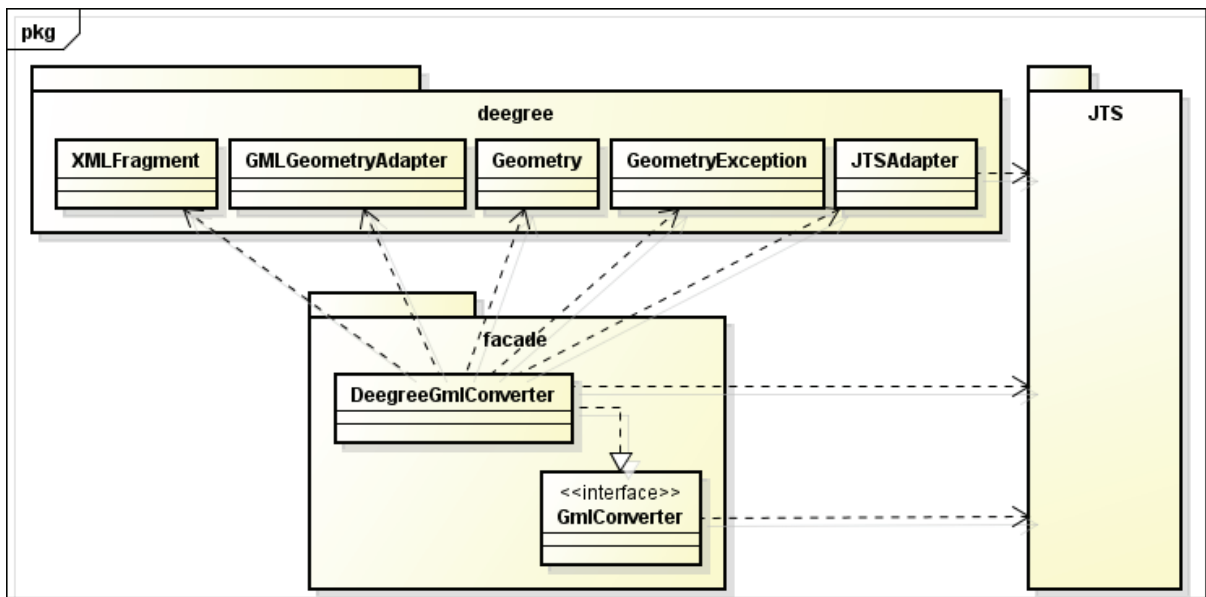 pkg
deegree
JTS
XMLFragment
GMLGeometryAdapter
Geometry
GeometryException
JTSAdapter
facade
DeegreeGmlConverter
<<interface>>
GmlConverter